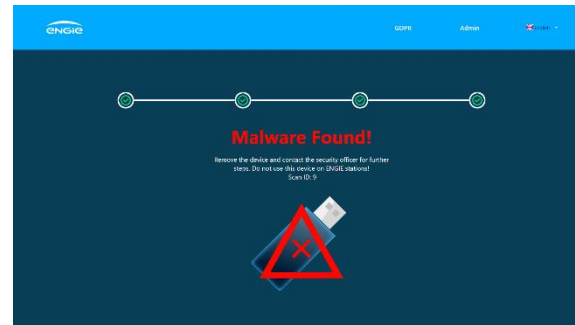 ENGIE
GDPR Admin English
Malware Found!
Remove the device and contact the security officer for further
steps. Do not use this device on ENGIE stations!
Scan ID: 9